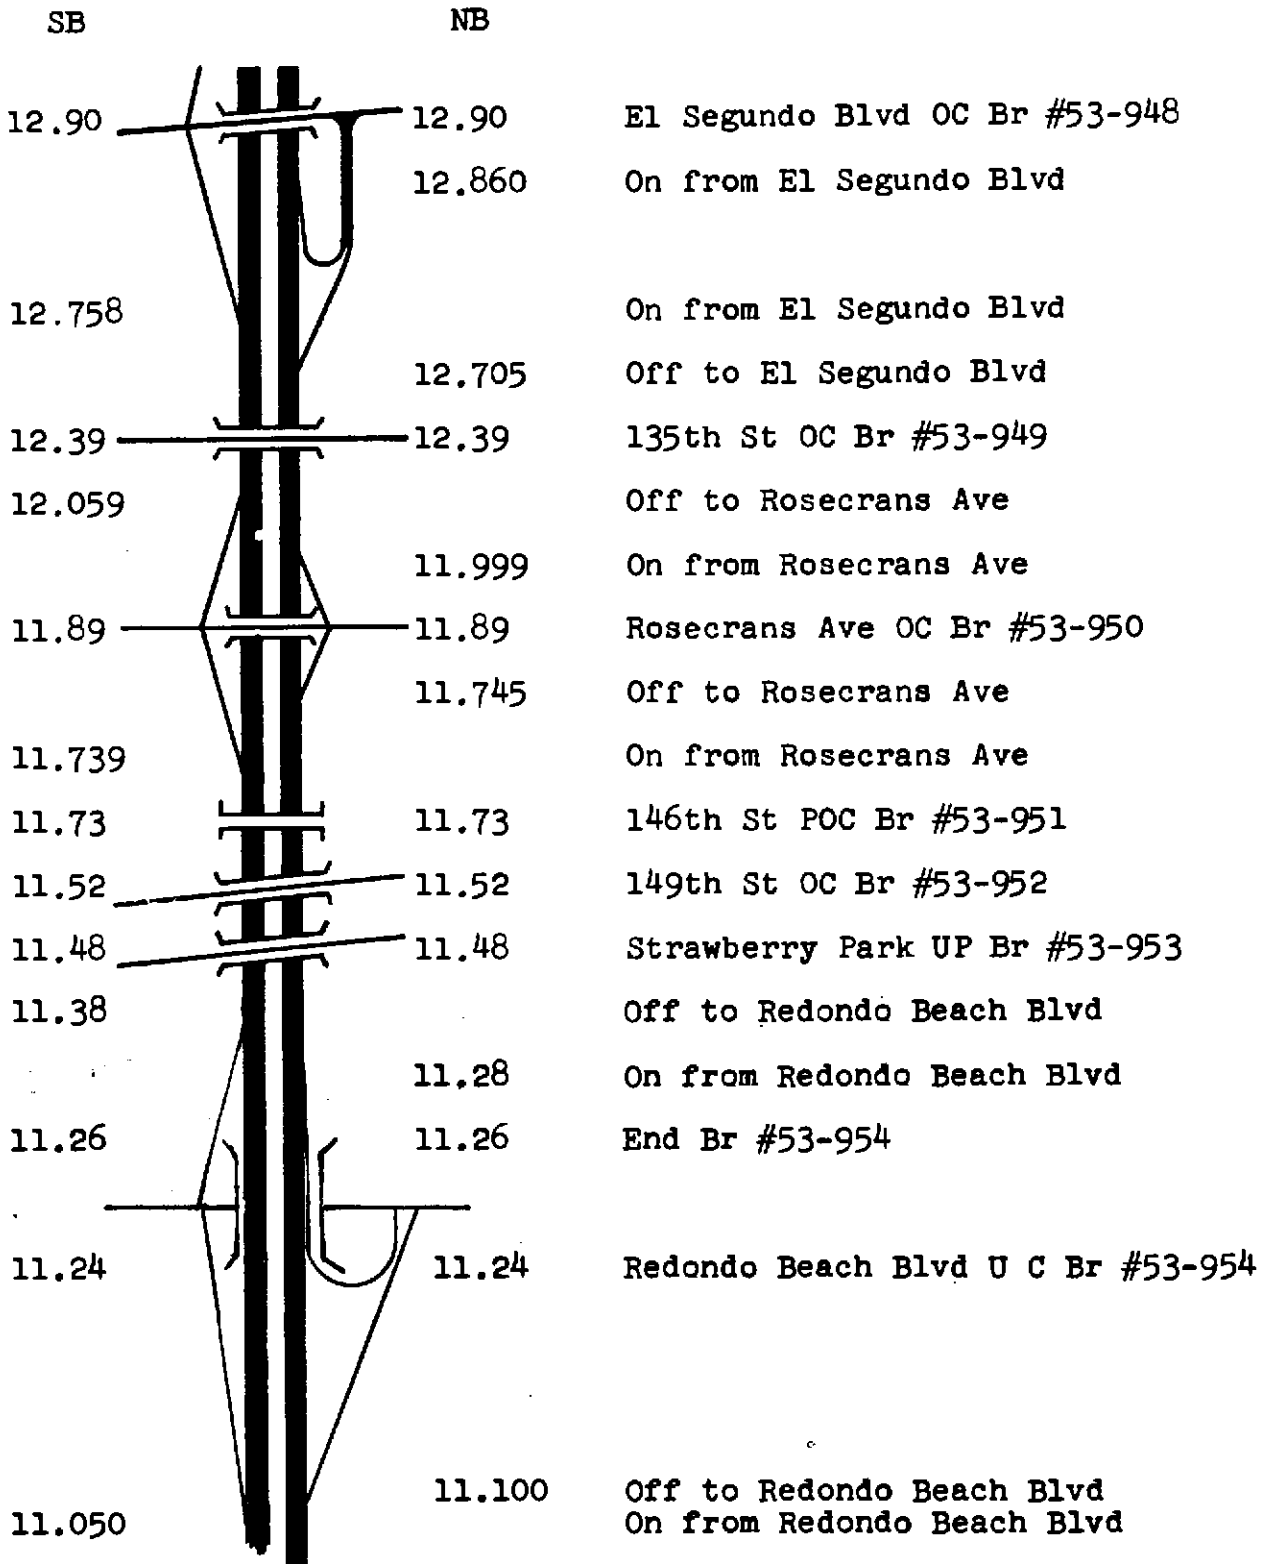 SB NB
12.90 12.90 El Segundo Blvd OC Br #53-948
12.860 On from El Segundo Blvd
12.758 On from El Segundo Blvd
12.705 Off to El Segundo Blvd
12.39 12.39 135th St OC Br #53-949
12.059 Off to Rosecrans Ave
11.999 On from Rosecrans Ave
11.89 11.89 Rosecrans Ave OC Br #53-950
11.745 Off to Rosecrans Ave
11.739 On from Rosecrans Ave
11.73 11.73 146th St POC Br #53-951
11.52 11.52 149th St OC Br #53-952
11.48 11.48 Strawberry Park UP Br #53-953
11.38 Off to Redondo Beach Blvd
11.28 On from Redondo Beach Blvd
11.26 11.26 End Br #53-954
11.24 11.24 Redondo Beach Blvd U C Br #53-954
11.100 Off to Redondo Beach Blvd
11.050 On from Redondo Beach Blvd